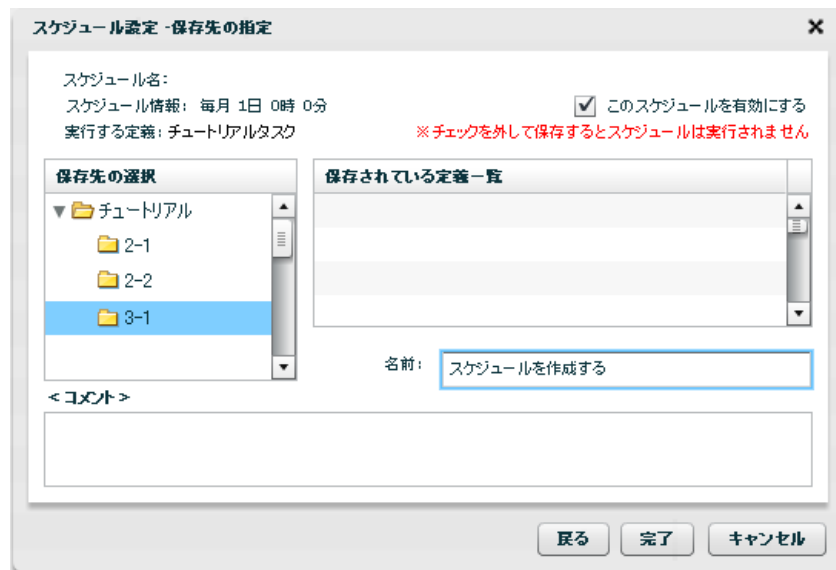 スケジュール設定 -保存先の指定
スケジュール名:
スケジュール情報: 毎月 1日 0時 0分
このスケジュールを有効にする
実行する定義: チュートリアルタスク
※チェックを外して保存するとスケジュールは実行されません
保存先の選択
保存されている定義一覧
チュートリアル
2-1
2-2
3-1
名前:
スケジュールを作成する
<コメント>
戻る
完了
キャンセル